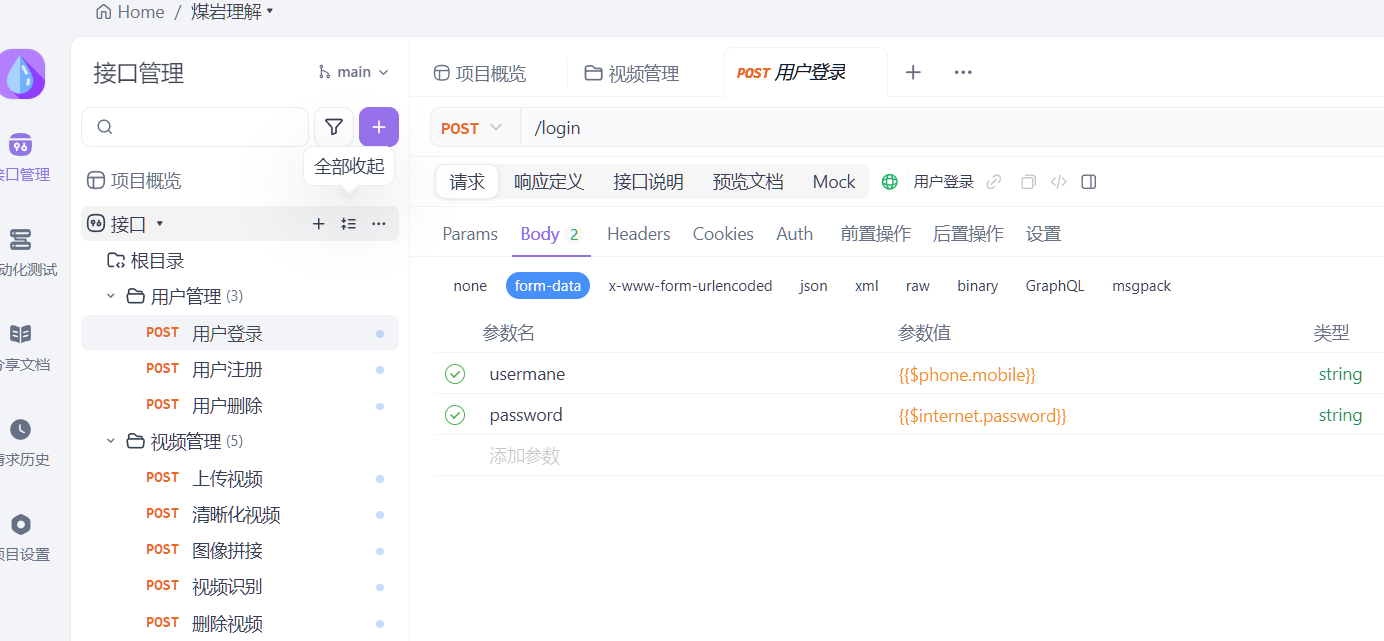 Home / 煤岩理解
接口管理
main
项目概览
视频管理
POST 用户登录
POST
/login
全部收起
请求
响应定义
接口说明
预览文档
Mock
用户登录
接口管理
项目概览
接口
Params
Body 2
Headers
Cookies
Auth
前置操作
后置操作
设置
动化测试
根目录
none
form-data
x-www-form-urlencoded
json
xml
raw
binary
GraphQL
msgpack
用户管理 (3)
参数名
参数值
类型
POST 用户登录
分享文档
POST 用户注册
usermane
{{$phone.mobile}}
string
POST 用户删除
password
{{$internet.password}}
string
视频管理 (5)
添加参数
请求历史
POST 上传视频
POST 清晰化视频
POST 图像拼接
项目设置
POST 视频识别
POST 删除视频